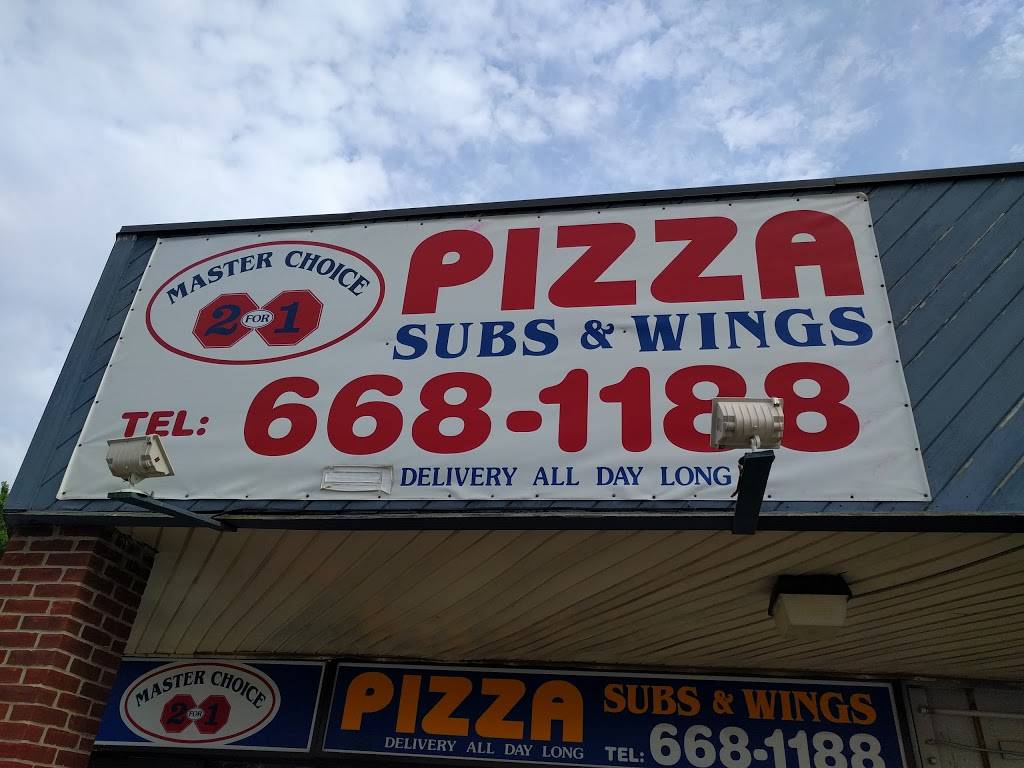 MASTER CHOICE
2 FOR 1
PIZZA
SUBS & WINGS
TEL: 668-1188
DELIVERY ALL DAY LONG
MASTER CHOICE
2 FOR 1
PIZZA
DELIVERY ALL DAY LONG
SUBS & WINGS
TEL: 668-1188